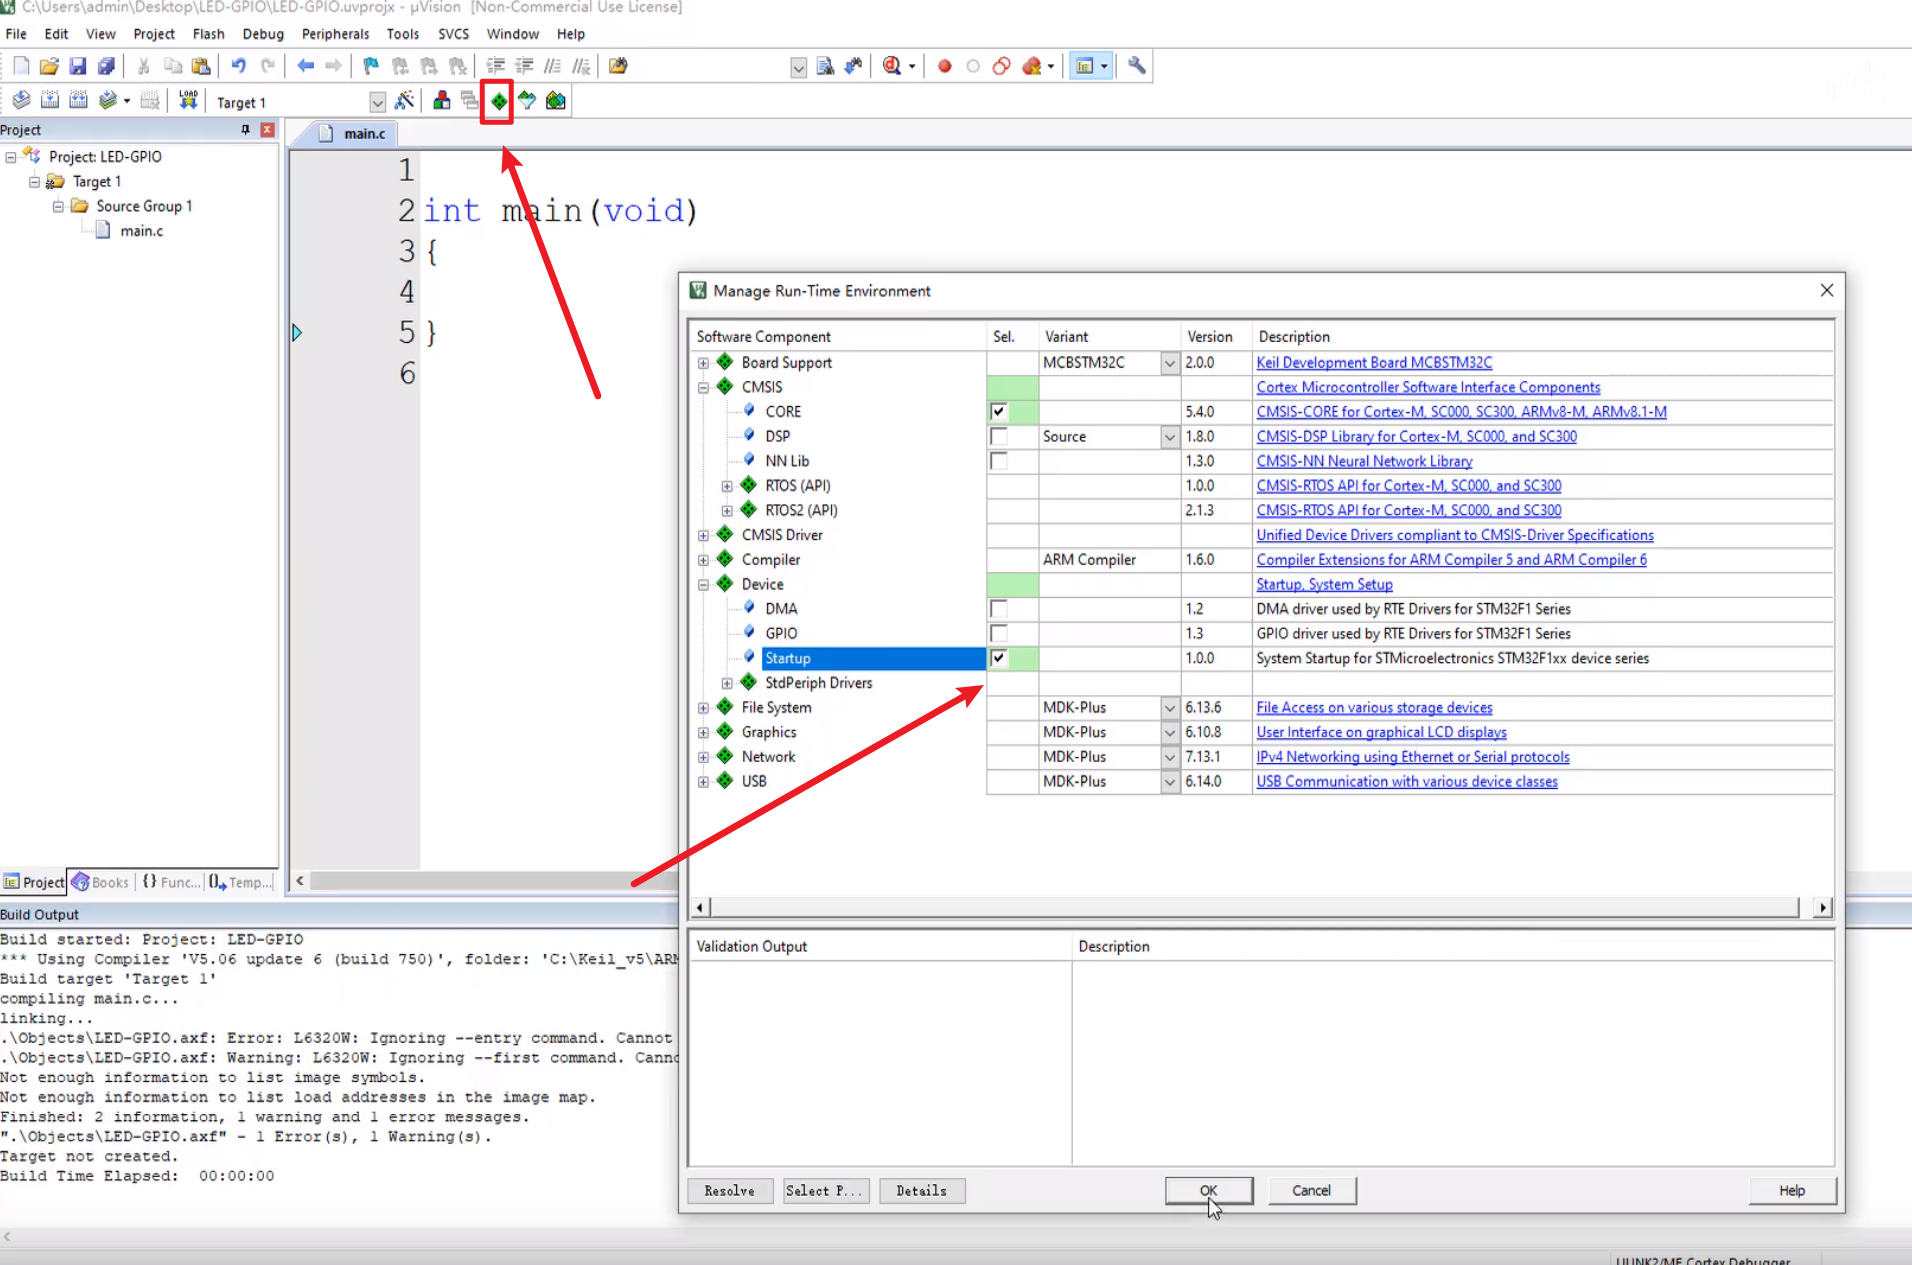 C:\Users\admin\Desktop\LED-GPIO\LED-GPIO.uvprojx - µVision [Non-Commercial Use License]
File Edit View Project Flash Debug Peripherals Tools SVCS Window Help
LOAD Target 1
Project
main.c
Project: LED-GPIO
Target 1
Source Group 1
main.c
1
2 int main(void)
3 {
4
5 }
6
Manage Run-Time Environment
Software Component Sel. Variant Version Description
Board Support MCBSTM32C 2.0.0 Keil Development Board MCBSTM32C
CMSIS Cortex Microcontroller Software Interface Components
CORE 5.4.0 CMSIS-CORE for Cortex-M, SC000, SC300, ARMv8-M, ARMv8.1-M
DSP Source 1.8.0 CMSIS-DSP Library for Cortex-M, SC000, and SC300
NN Lib 1.3.0 CMSIS-NN Neural Network Library
RTOS (API) 1.0.0 CMSIS-RTOS API for Cortex-M, SC000, and SC300
RTOS2 (API) 2.1.3 CMSIS-RTOS API for Cortex-M, SC000, and SC300
CMSIS Driver Unified Device Drivers compliant to CMSIS-Driver Specifications
Compiler ARM Compiler 1.6.0 Compiler Extensions for ARM Compiler 5 and ARM Compiler 6
Device Startup, System Setup
DMA 1.2 DMA driver used by RTE Drivers for STM32F1 Series
GPIO 1.3 GPIO driver used by RTE Drivers for STM32F1 Series
Startup 1.0.0 System Startup for STMicroelectronics STM32F1xx device series
StdPeriph Drivers
File System MDK-Plus 6.13.6 File Access on various storage devices
Graphics MDK-Plus 6.10.8 User Interface on graphical LCD displays
Network MDK-Plus 7.13.1 IPv4 Networking using Ethernet or Serial protocols
USB MDK-Plus 6.14.0 USB Communication with various device classes
Validation Output Description
Resolve Select P... Details OK Cancel Help
Project Books {} Func... Temp...
Build Output
Build started: Project: LED-GPIO
*** Using Compiler 'V5.06 update 6 (build 750)', folder: 'C:\Keil_v5\ARM
Build target 'Target 1'
compiling main.c...
linking...
.\Objects\LED-GPIO.axf: Error: L6320W: Ignoring --entry command. Cannot
.\Objects\LED-GPIO.axf: Warning: L6320W: Ignoring --first command. Canno
Not enough information to list image symbols.
Not enough information to list load addresses in the image map.
Finished: 2 information, 1 warning and 1 error messages.
".\Objects\LED-GPIO.axf" - 1 Error(s), 1 Warning(s).
Target not created.
Build Time Elapsed: 00:00:00
ULINK2/ME Cortex Debugger